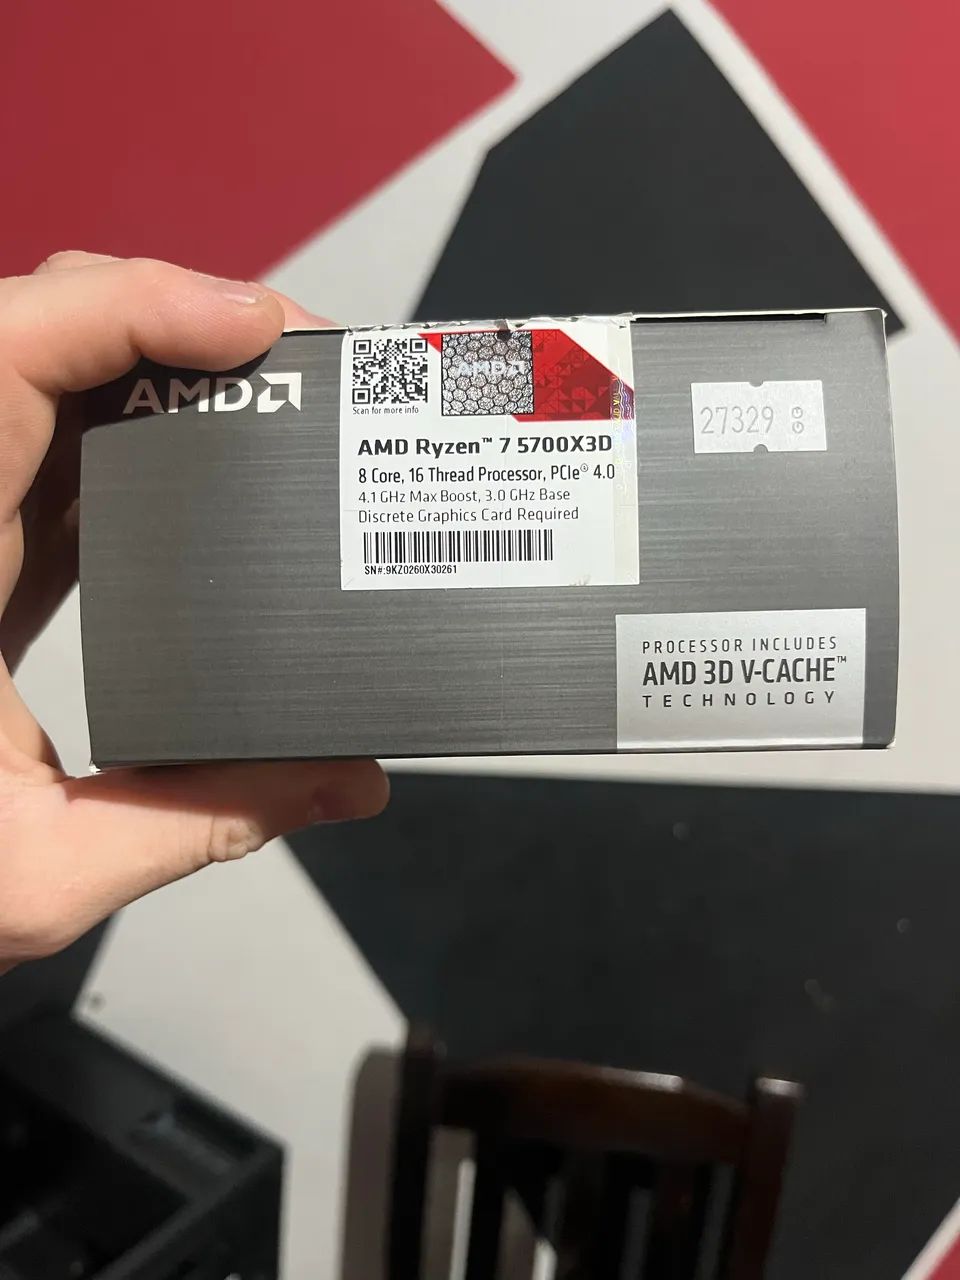 AMD
Scan for more info
AMD
AMD Ryzen™ 7 5700X3D
8 Core, 16 Thread Processor, PCIe® 4.0
4.1 GHz Max Boost, 3.0 GHz Base
Discrete Graphics Card Required
SN#:9KZ0260X30261
27329
PROCESSOR INCLUDES
AMD 3D V-CACHE™
TECHNOLOGY